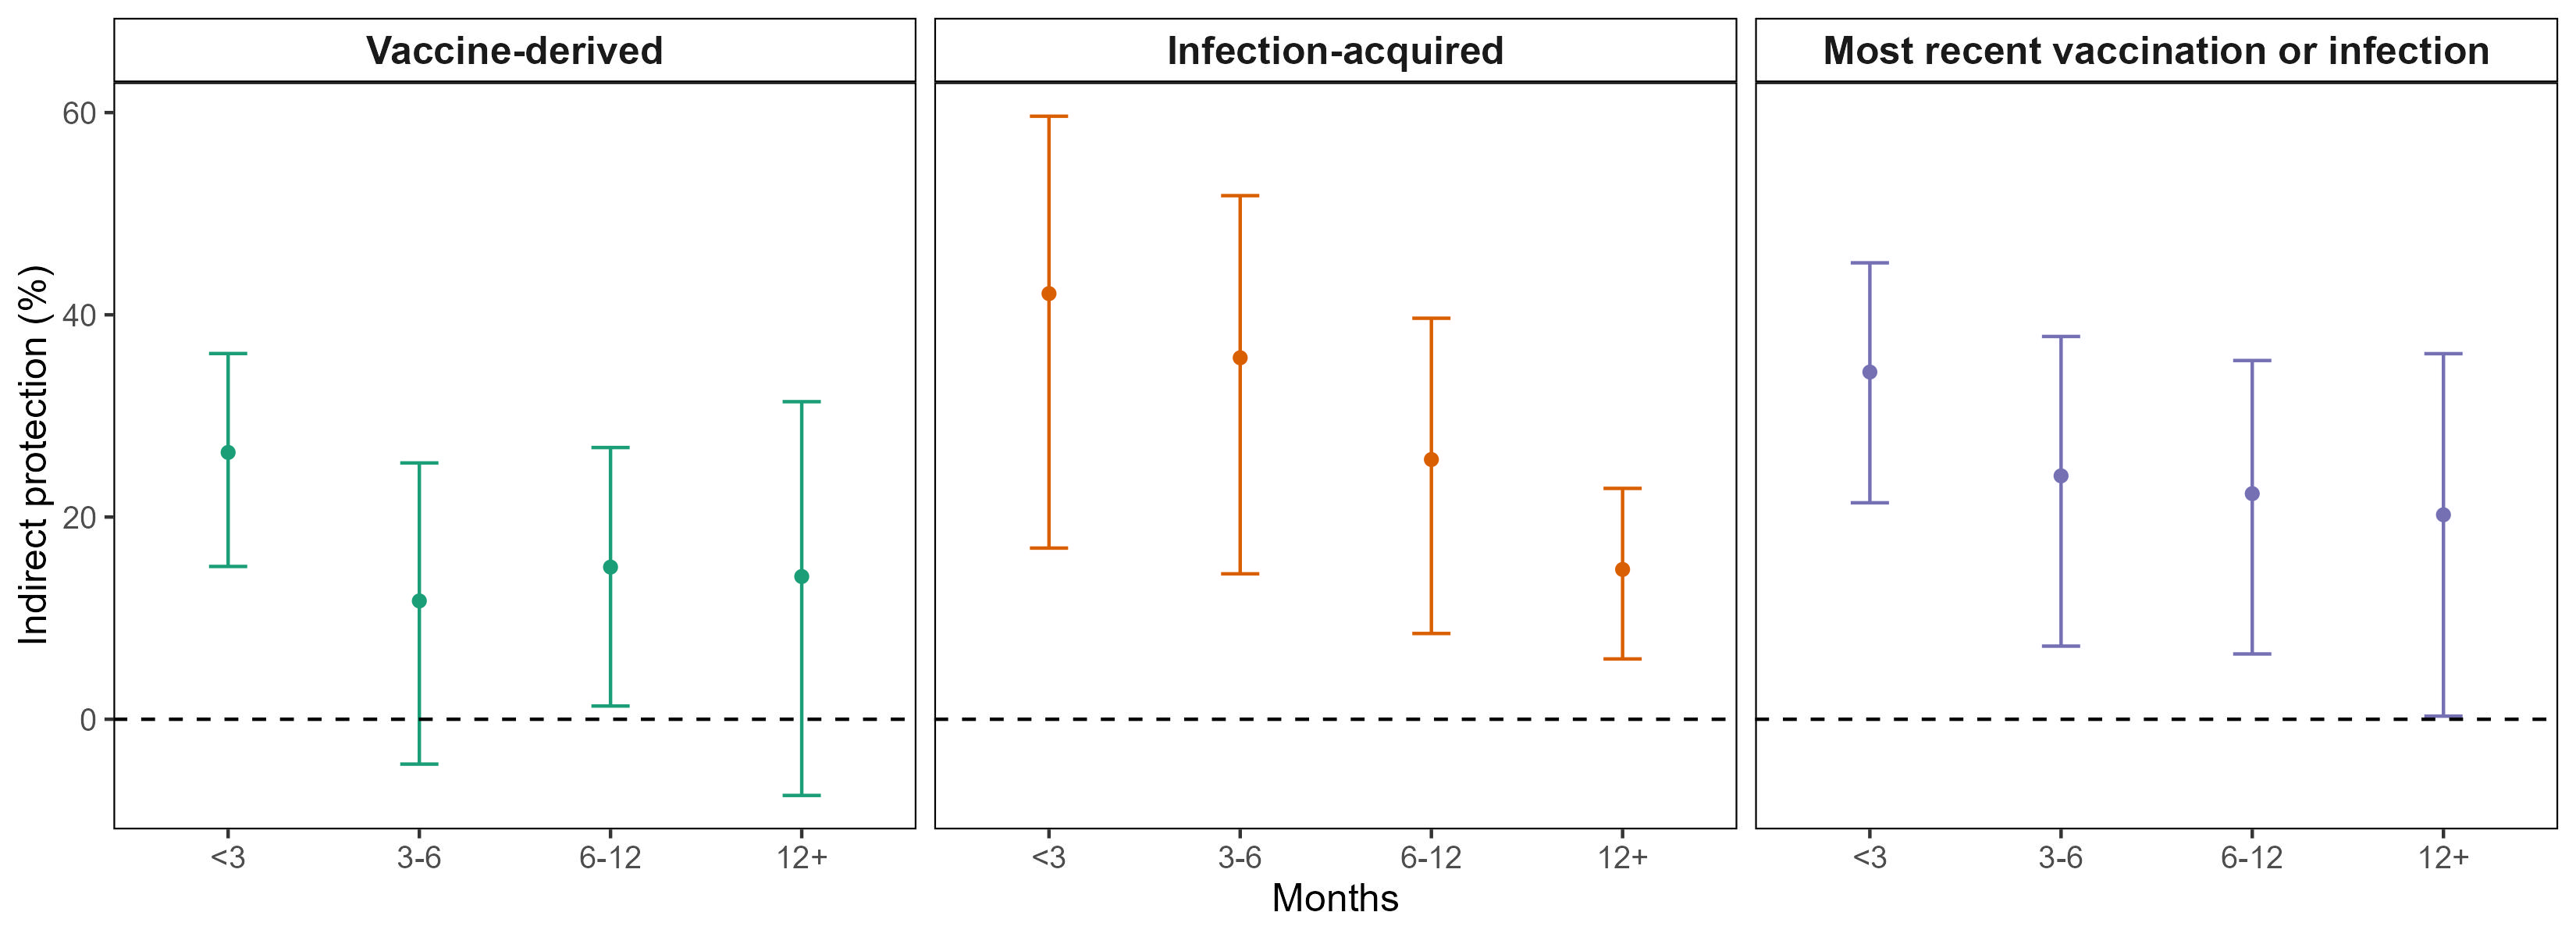 Vaccine-derived
Infection-acquired
Most recent vaccination or infection
Indirect protection (%)
60
40
20
0
<3 3-6 6-12 12+
<3 3-6 6-12 12+
<3 3-6 6-12 12+
Months